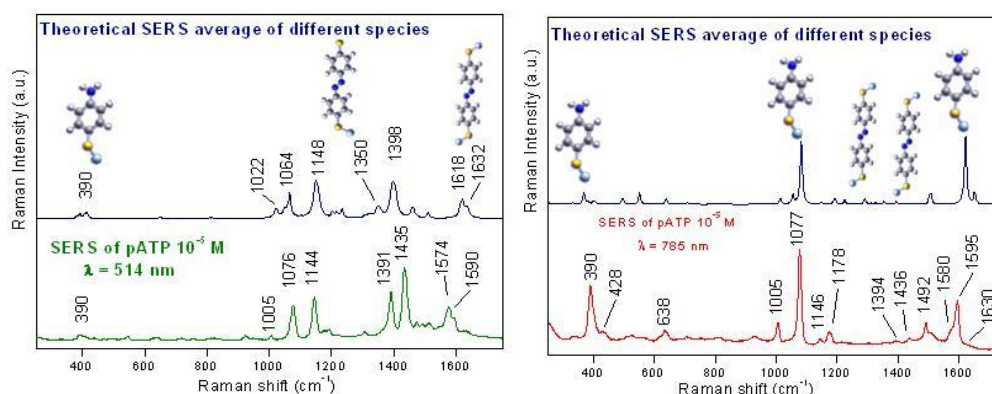 Theoretical SERS average of different species
Raman Intensity (a.u.)
390
1022
1064
1148
1350
1398
1618
1632
SERS of pATP 10⁻⁵ M
λ = 514 nm
390
1005
1076
1144
1391
1435
1574
1590
400 600 800 1000 1200 1400 1600
Raman shift (cm⁻¹)
Theoretical SERS average of different species
Raman Intensity (a.u.)
SERS of pATP 10⁻⁵ M
λ = 785 nm
390
428
638
1005
1077
1146
1178
1394
1436
1492
1580
1595
1630
400 600 800 1000 1200 1400 1600
Raman shift (cm⁻¹)